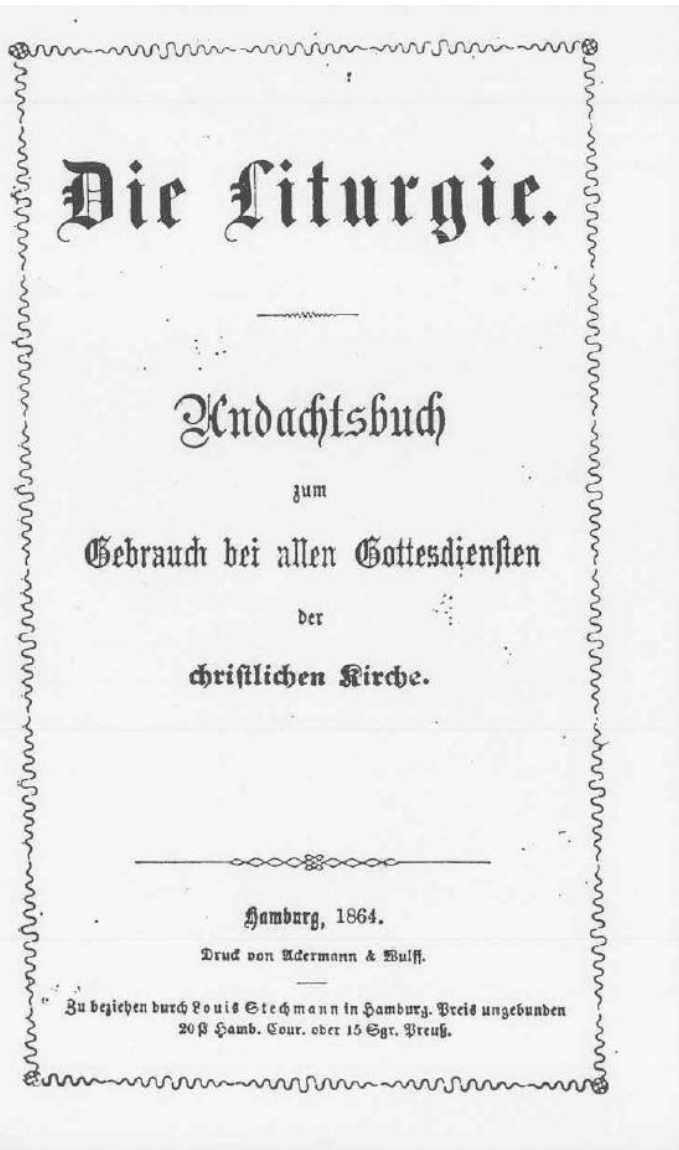 Die Liturgie.
Andachtsbuch
zum
Gebrauch bei allen Gottesdiensten
der
christlichen Kirche.
Hamburg, 1864.
Druck von Ackermann & Wulff.
Zu beziehen durch Louis Stechmann in Hamburg. Preis ungebunden
20 ß Hamb. Cour. oder 15 Sgr. Preuß.